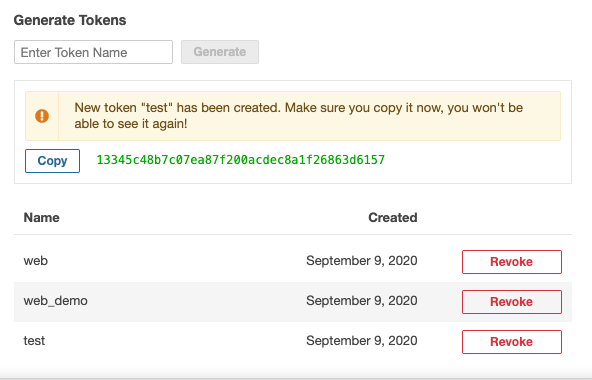 Generate Tokens
Enter Token Name
Generate
New token "test" has been created. Make sure you copy it now, you won't be
able to see it again!
Copy
13345c48b7c07ea87f200acdec8a1f26863d6157
Name Created
web September 9, 2020 Revoke
web_demo September 9, 2020 Revoke
test September 9, 2020 Revoke